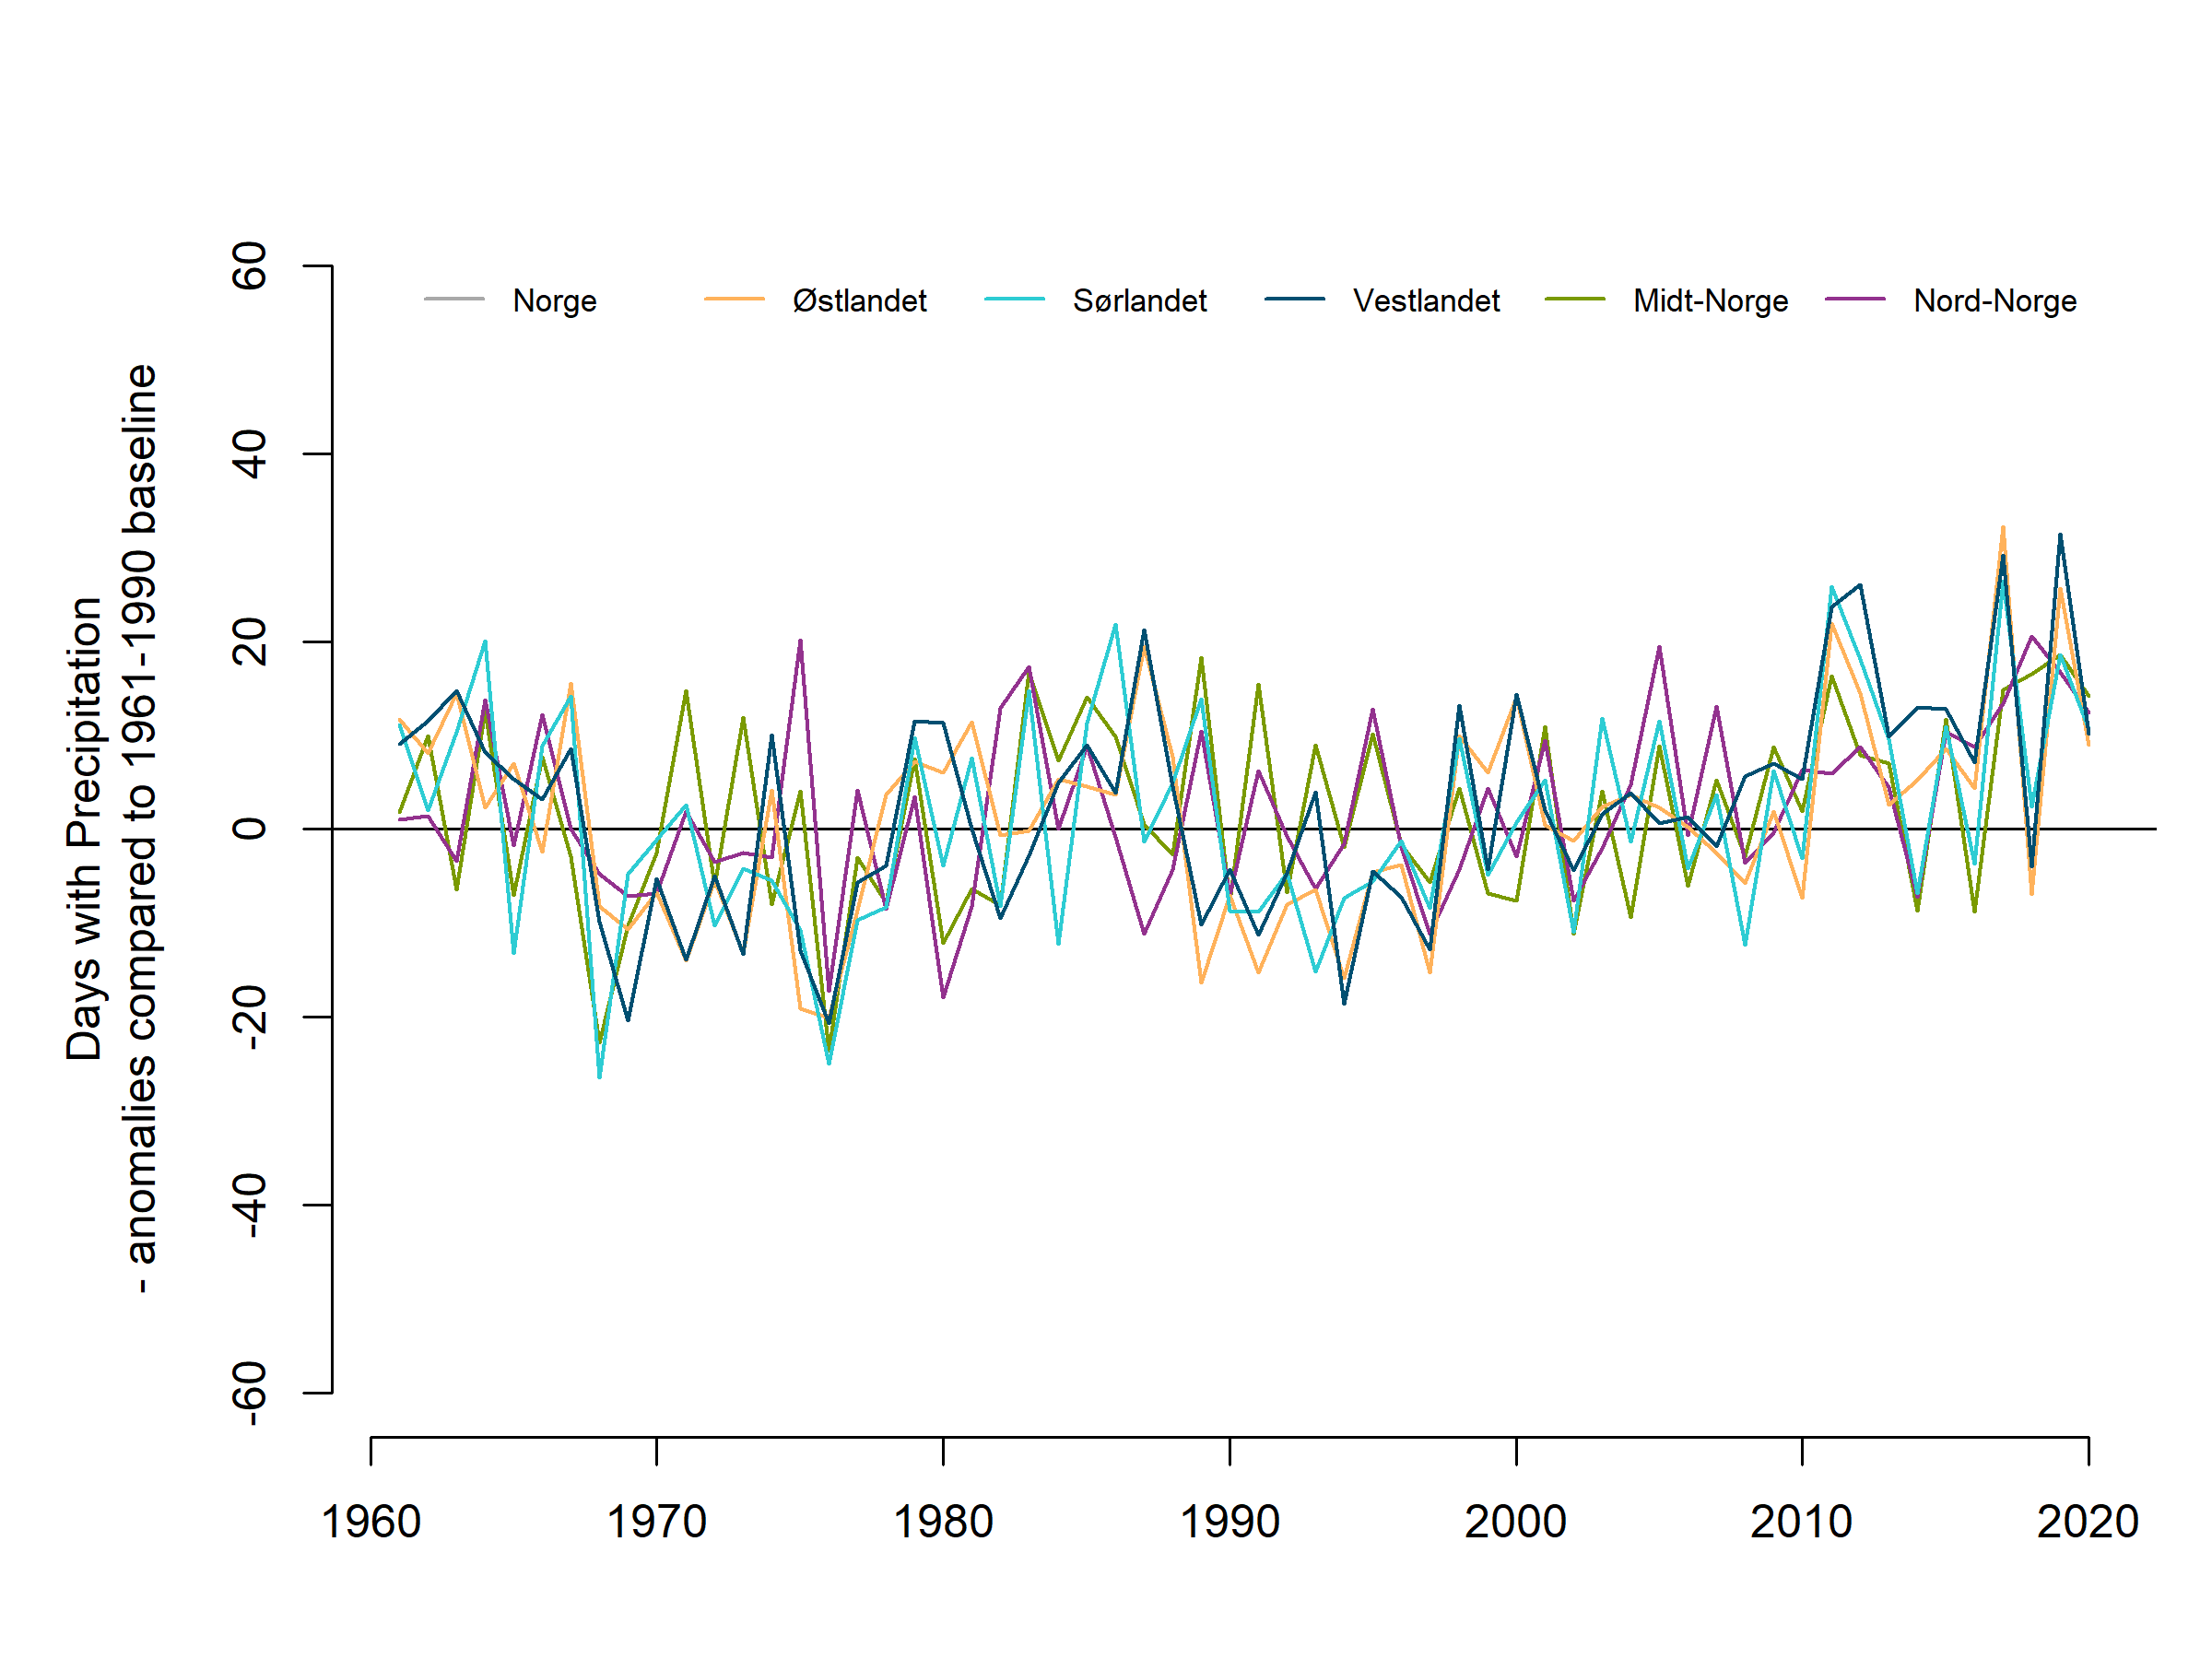 Days with Precipitation
- anomalies compared to 1961-1990 baseline
60
40
20
0
-20
-40
-60
Norge Østlandet Sørlandet Vestlandet Midt-Norge Nord-Norge
1960 1970 1980 1990 2000 2010 2020